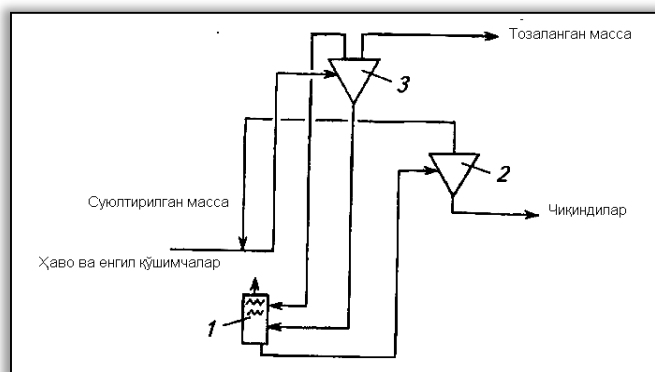 Тозаланган масса
3
2
Суюлтирилган масса
Чиқиндилар
Ҳаво ва енгил қўшимчалар
1